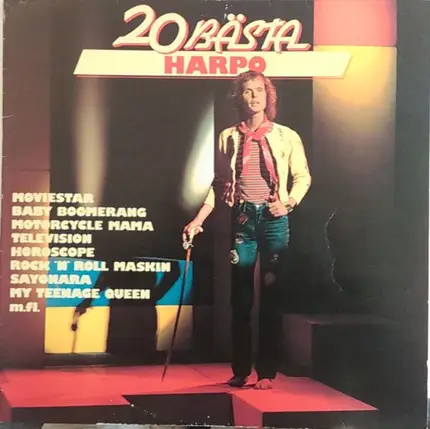 20 BÄSTA
HARPO
MOVIESTAR
BABY BOOMERANG
MOTORCYCLE MAMA
TELEVISION
HOROSCOPE
ROCK 'N' ROLL MASKIN
SAYONARA
MY TEENAGE QUEEN
m.fl.